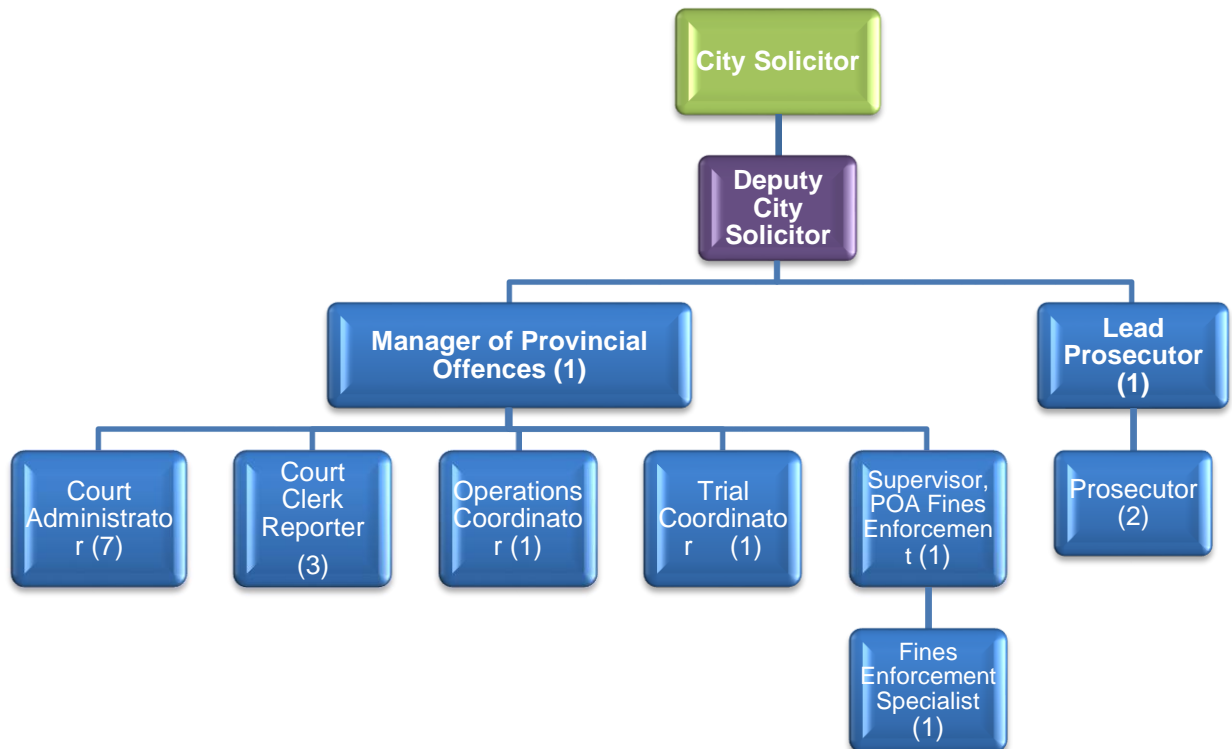 City Solicitor
Deputy
City
Solicitor
Manager of Provincial
Offences (1)
Lead
Prosecutor
(1)
Court
Administrato
r (7)
Court
Clerk
Reporter
(3)
Operations
Coordinato
r (1)
Trial
Coordinato
r (1)
Supervisor,
POA Fines
Enforcemen
t (1)
Prosecutor
(2)
Fines
Enforcement
Specialist
(1)